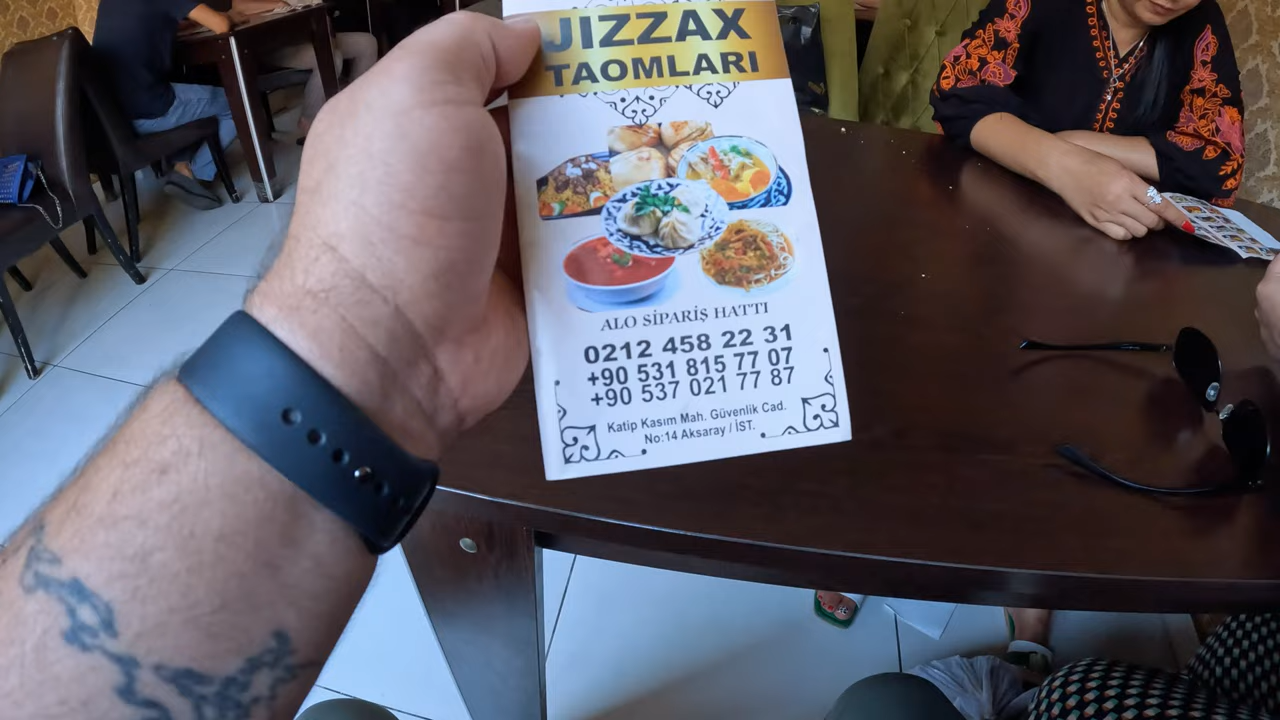 JIZZAX
TAOMLARI
ALO SİPARİŞ HATTI
0212 458 22 31
+90 531 815 77 07
+90 537 021 77 87
Katip Kasım Mah. Güvenlik Cad.
No:14 Aksaray / İST.